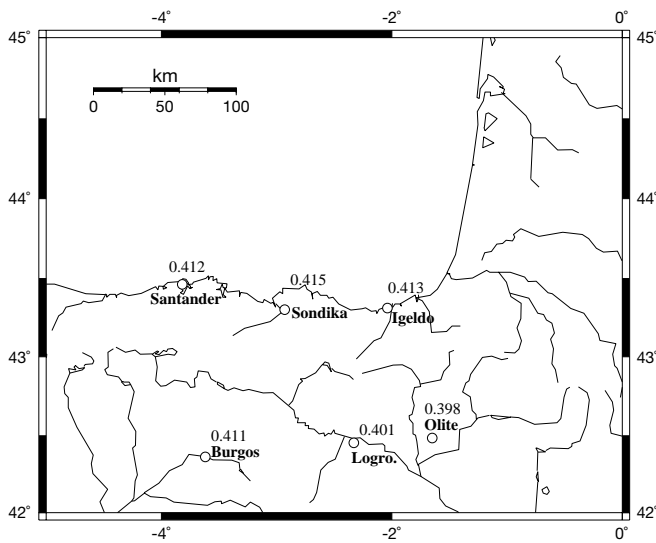 -4° -2° 0°
45° 45°
km
0 50 100
44° 44°
0.412 0.415 0.413
Santander Sondika Igeldo
43° 43°
0.411 0.401 0.398
Burgos Logro. Olite
42° 42°
-4° -2° 0°